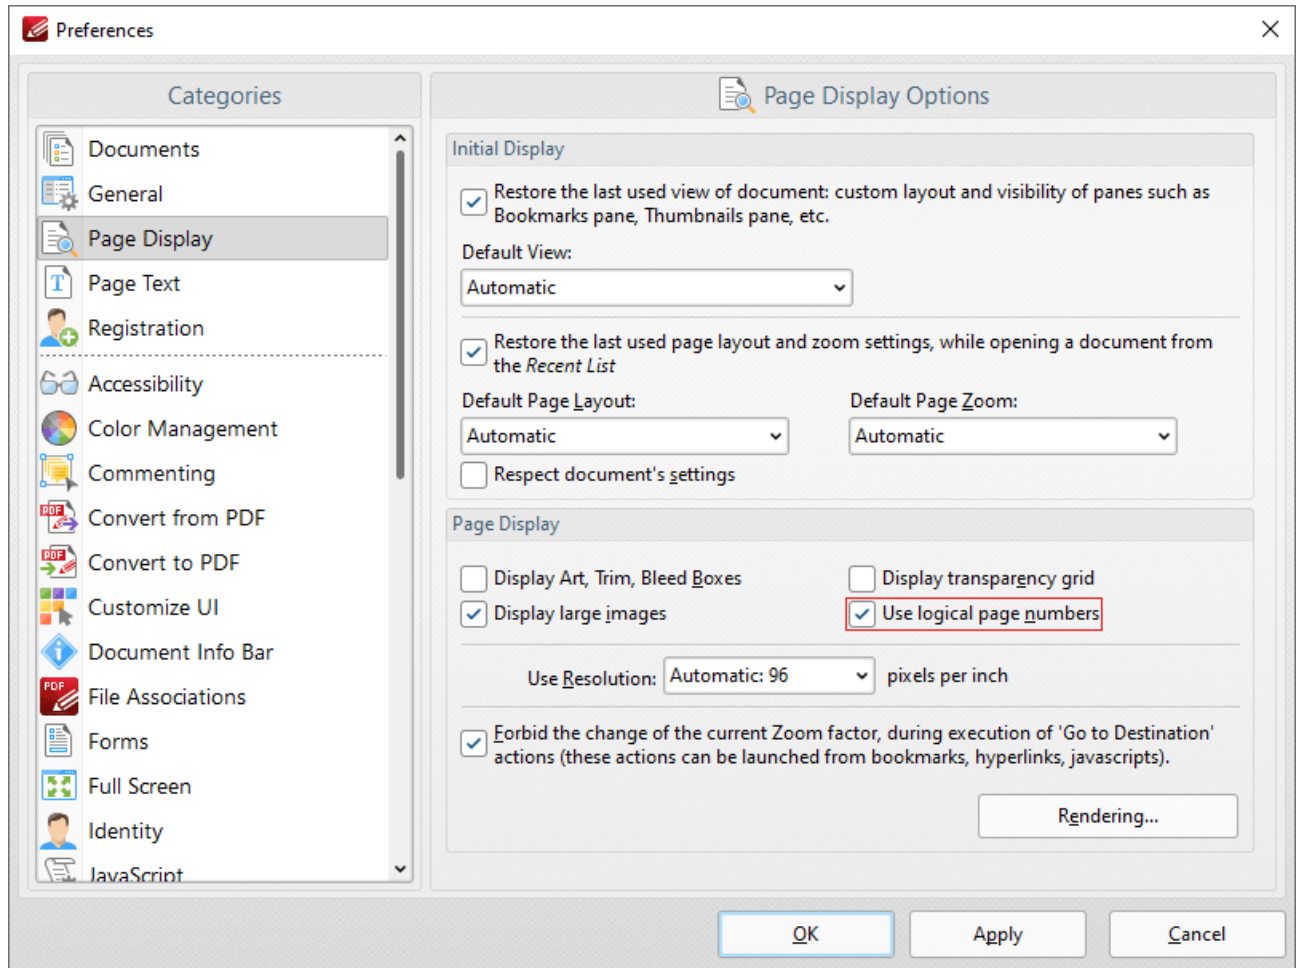 Preferences
Categories
Documents
General
Page Display
Page Text
Registration
Accessibility
Color Management
Commenting
Convert from PDF
Convert to PDF
Customize UI
Document Info Bar
File Associations
Forms
Full Screen
Identity
JavaScript
Page Display Options
Initial Display
Restore the last used view of document: custom layout and visibility of panes such as
Bookmarks pane, Thumbnails pane, etc.
Default View:
Automatic
Restore the last used page layout and zoom settings, while opening a document from
the Recent List
Default Page Layout:
Automatic
Default Page Zoom:
Automatic
Respect document's settings
Page Display
Display Art, Trim, Bleed Boxes
Display transparency grid
Display large images
Use logical page numbers
Use Resolution: Automatic: 96 pixels per inch
Forbid the change of the current Zoom factor, during execution of 'Go to Destination'
actions (these actions can be launched from bookmarks, hyperlinks, javascripts).
Rendering...
OK
Apply
Cancel